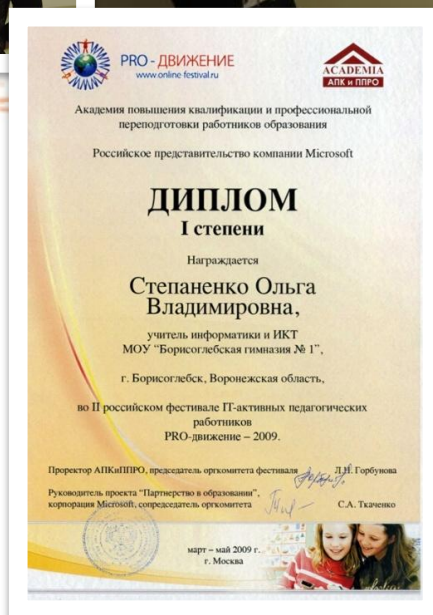 PRO - ДВИЖЕНИЕ
www.online-festival.ru
ACADEMIA
АПК и ППРО
Академия повышения квалификации и профессиональной
переподготовки работников образования
Российское представительство компании Microsoft
ДИПЛОМ
I степени
Награждается
Степаненко Ольга
Владимировна,
учитель информатики и ИКТ
МОУ "Борисоглебская гимназия № 1",
г. Борисоглебск, Воронежская область,
во II российском фестивале IT-активных педагогических
работников
PRO-движение – 2009.
Проректор АПКиППРО, председатель оргкомитета фестиваля Л.Н. Горбунова
Руководитель проекта "Партнерство в образовании",
корпорация Microsoft, сопредседатель оргкомитета С.А. Ткаченко
март – май 2009 г.
г. Москва